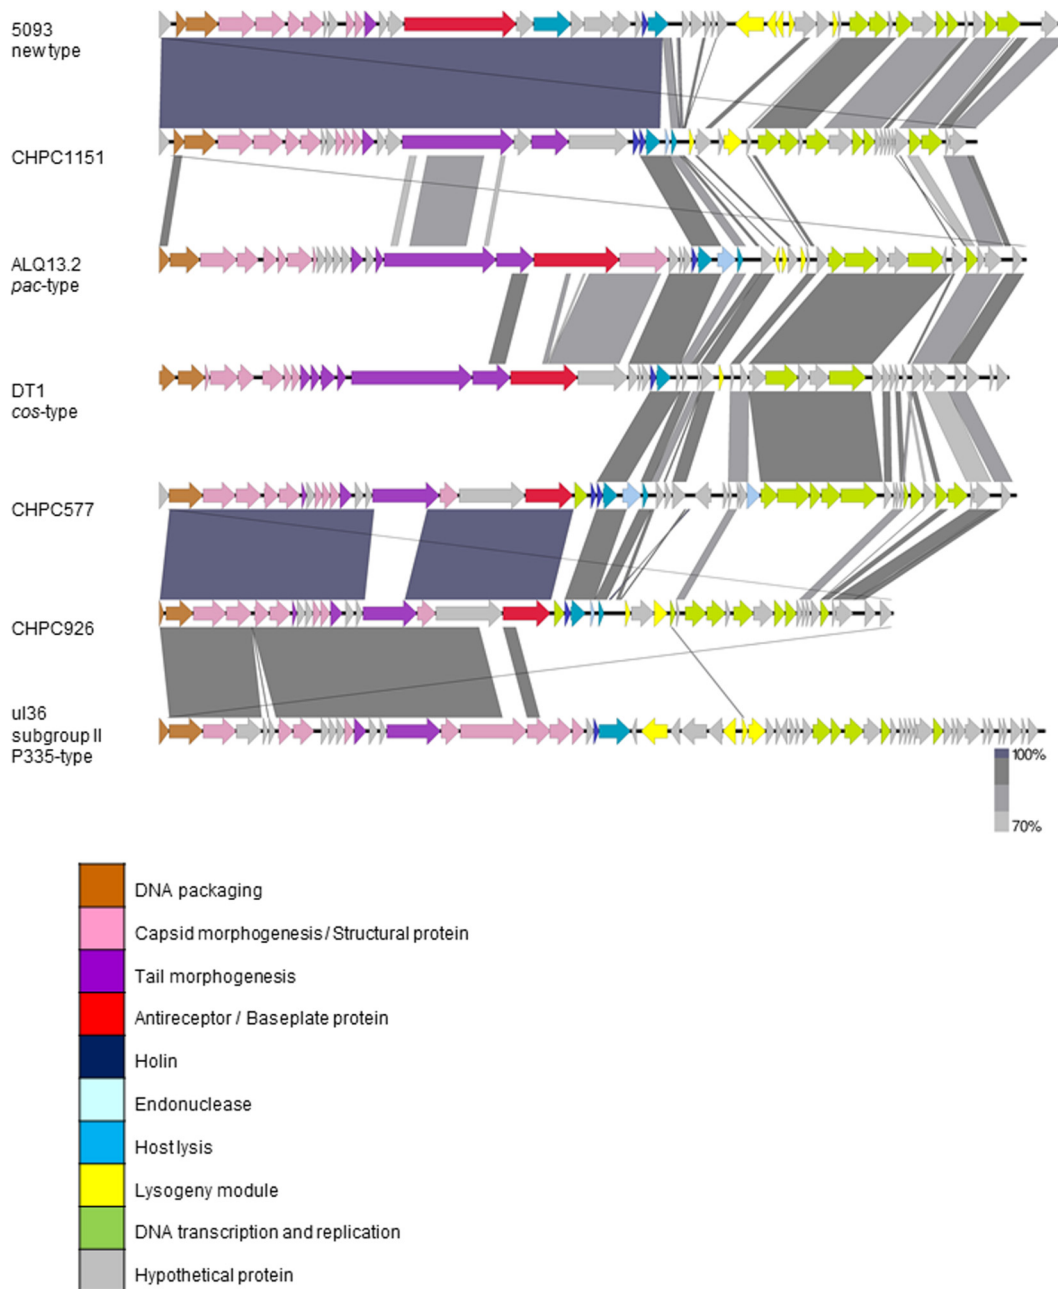 5093
new type
CHPC1151
ALQ13.2
pac-type
DT1
cos-type
CHPC577
CHPC926
ul36
subgroup II
P335-type
100%
70%
DNA packaging
Capsid morphogenesis / Structural protein
Tail morphogenesis
Antireceptor / Baseplate protein
Holin
Endonuclease
Host lysis
Lysogeny module
DNA transcription and replication
Hypothetical protein